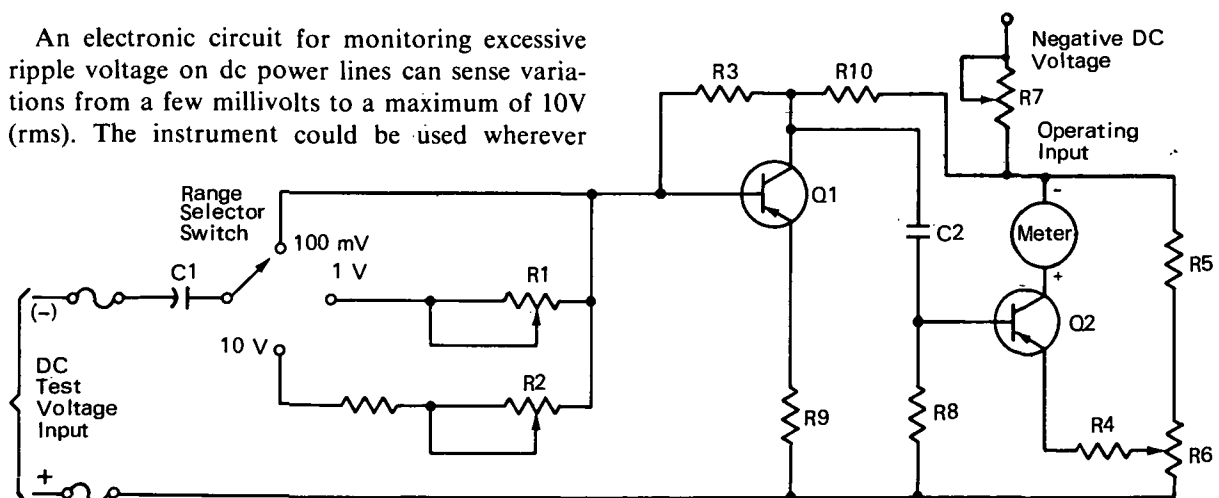 An electronic circuit for monitoring excessive
ripple voltage on dc power lines can sense varia-
tions from a few millivolts to a maximum of 10V
(rms). The instrument could be used wherever
Negative DC
Voltage
R3
R10
R7
Operating
Input
Range
Selector
Switch
Q1
100 mV
C1
1 V
R1
C2
-
Meter
+
R5
(-)
Q2
10 V
DC
Test
Voltage
Input
R2
R9
R8
R4
R6
+